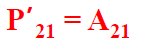 P′₂₁ = A₂₁